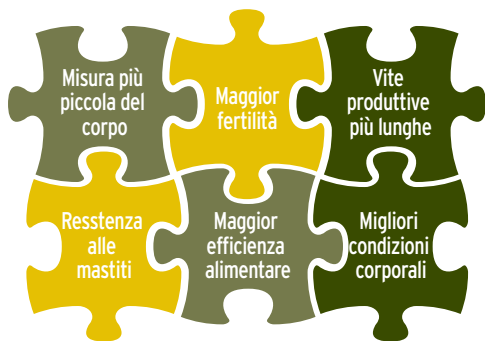 Misura più
piccola del
corpo
Maggior
fertilità
Vite
produttive
più lunghe
Resstenza
alle
mastiti
Maggior
efficienza
alimentare
Migliori
condizioni
corporali